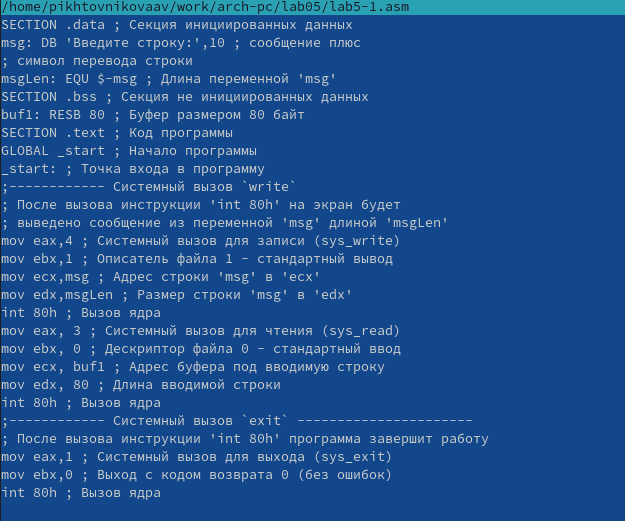 /home/pikhtovnikovaav/work/arch-pc/lab05/lab5-1.asm
SECTION .data ; Секция инициированных данных
msg: DB 'Введите строку:',10 ; сообщение плюс
; символ перевода строки
msgLen: EQU $-msg ; Длина переменной 'msg'
SECTION .bss ; Секция не инициированных данных
buf1: RESB 80 ; Буфер размером 80 байт
SECTION .text ; Код программы
GLOBAL _start ; Начало программы
_start: ; Точка входа в программу
;------------ Системный вызов `write`
; После вызова инструкции 'int 80h' на экран будет
; выведено сообщение из переменной 'msg' длиной 'msgLen'
mov eax,4 ; Системный вызов для записи (sys_write)
mov ebx,1 ; Описатель файла 1 - стандартный вывод
mov ecx,msg ; Адрес строки 'msg' в 'ecx'
mov edx,msgLen ; Размер строки 'msg' в 'edx'
int 80h ; Вызов ядра
mov eax, 3 ; Системный вызов для чтения (sys_read)
mov ebx, 0 ; Дескриптор файла 0 - стандартный ввод
mov ecx, buf1 ; Адрес буфера под вводимую строку
mov edx, 80 ; Длина вводимой строки
int 80h ; Вызов ядра
;------------ Системный вызов `exit` ----------------------
; После вызова инструкции 'int 80h' программа завершит работу
mov eax,1 ; Системный вызов для выхода (sys_exit)
mov ebx,0 ; Выход с кодом возврата 0 (без ошибок)
int 80h ; Вызов ядра